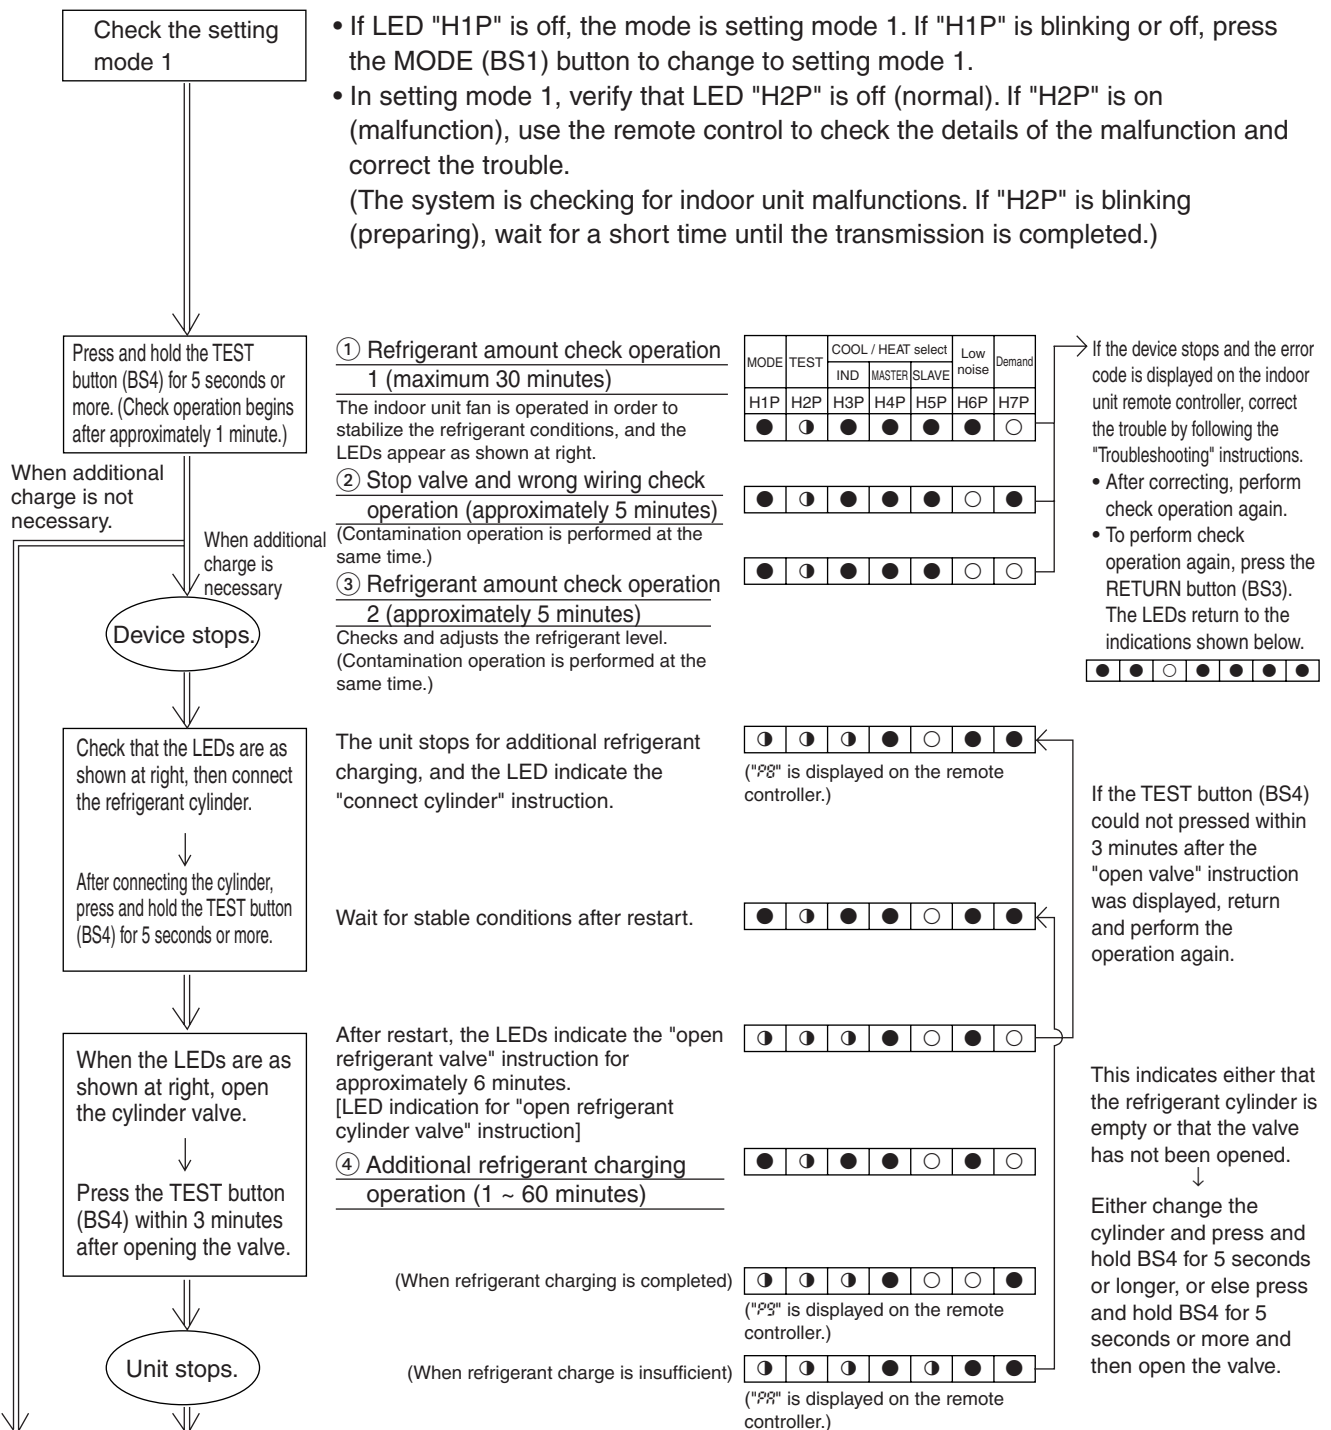 Check the setting
mode 1
• If LED "H1P" is off, the mode is setting mode 1. If "H1P" is blinking or off, press
the MODE (BS1) button to change to setting mode 1.
• In setting mode 1, verify that LED "H2P" is off (normal). If "H2P" is on
(malfunction), use the remote control to check the details of the malfunction and
correct the trouble.
(The system is checking for indoor unit malfunctions. If "H2P" is blinking
(preparing), wait for a short time until the transmission is completed.)
Press and hold the TEST
button (BS4) for 5 seconds or
more. (Check operation begins
after approximately 1 minute.)
When additional
charge is not
necessary.
When additional
charge is
necessary
Device stops.
① Refrigerant amount check operation
1 (maximum 30 minutes)
The indoor unit fan is operated in order to
stabilize the refrigerant conditions, and the
LEDs appear as shown at right.
② Stop valve and wrong wiring check
operation (approximately 5 minutes)
(Contamination operation is performed at the
same time.)
③ Refrigerant amount check operation
2 (approximately 5 minutes)
Checks and adjusts the refrigerant level.
(Contamination operation is performed at the
same time.)
MODE TEST COOL / HEAT select Low noise Demand
IND MASTER SLAVE
H1P H2P H3P H4P H5P H6P H7P
● ◑ ● ● ● ● ○
● ◑ ● ● ● ○ ●
● ◑ ● ● ● ○ ○
If the device stops and the error
code is displayed on the indoor
unit remote controller, correct
the trouble by following the
"Troubleshooting" instructions.
• After correcting, perform
check operation again.
• To perform check
operation again, press the
RETURN button (BS3).
The LEDs return to the
indications shown below.
● ● ○ ● ● ● ●
Check that the LEDs are as
shown at right, then connect
the refrigerant cylinder.
After connecting the cylinder,
press and hold the TEST button
(BS4) for 5 seconds or more.
The unit stops for additional refrigerant
charging, and the LED indicate the
"connect cylinder" instruction.
◑ ◑ ◑ ● ○ ● ●
("P8" is displayed on the remote
controller.)
Wait for stable conditions after restart.
● ◑ ● ● ○ ● ●
If the TEST button (BS4)
could not pressed within
3 minutes after the
"open valve" instruction
was displayed, return
and perform the
operation again.
When the LEDs are as
shown at right, open
the cylinder valve.
Press the TEST button
(BS4) within 3 minutes
after opening the valve.
After restart, the LEDs indicate the "open
refrigerant valve" instruction for
approximately 6 minutes.
[LED indication for "open refrigerant
cylinder valve" instruction]
◑ ◑ ◑ ● ○ ● ○
④ Additional refrigerant charging
operation (1 ~ 60 minutes)
● ◑ ● ● ○ ● ○
This indicates either that
the refrigerant cylinder is
empty or that the valve
has not been opened.
↓
Either change the
cylinder and press and
hold BS4 for 5 seconds
or longer, or else press
and hold BS4 for 5
seconds or more and
then open the valve.
(When refrigerant charging is completed)
◑ ◑ ◑ ● ○ ○ ●
("P9" is displayed on the remote
controller.)
Unit stops.
(When refrigerant charge is insufficient)
◑ ◑ ◑ ● ◑ ● ●
("PA" is displayed on the remote
controller.)